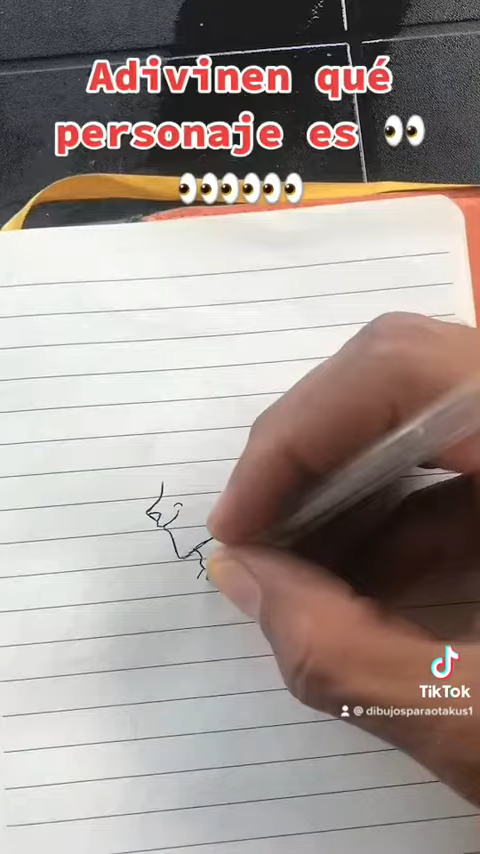 Adivinen qué
personaje es 👀
👀👀👀
TikTok
@dibujosparaotakus1